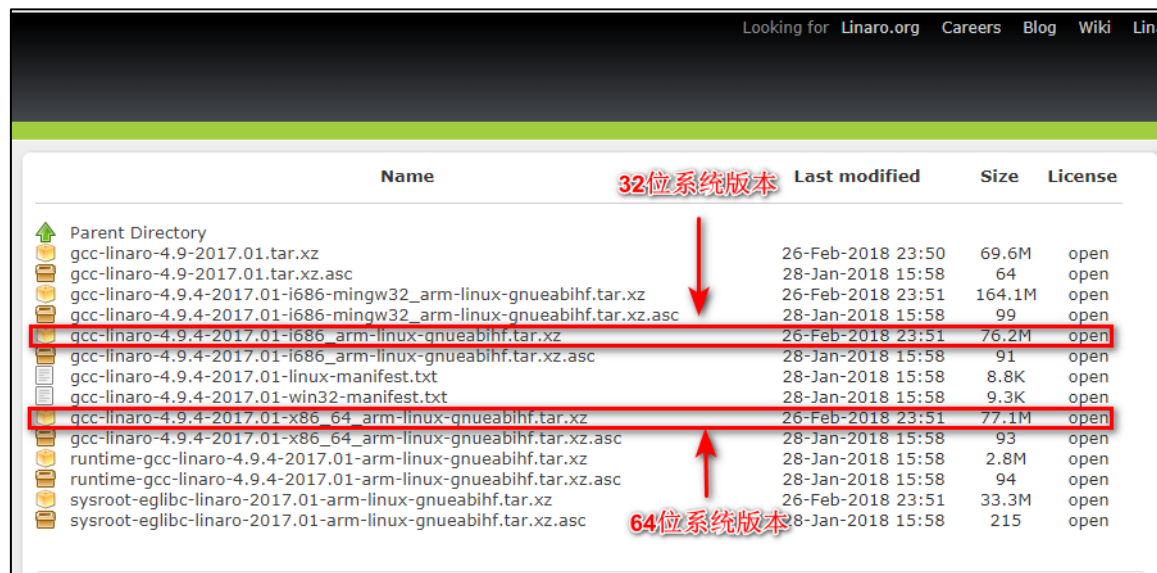 Looking for Linaro.org Careers Blog Wiki Lin
Name Last modified Size License
32位系统版本
Parent Directory
gcc-linaro-4.9-2017.01.tar.xz 26-Feb-2018 23:50 69.6M open
gcc-linaro-4.9-2017.01.tar.xz.asc 28-Jan-2018 15:58 64 open
gcc-linaro-4.9.4-2017.01-i686-mingw32_arm-linux-gnueabihf.tar.xz 26-Feb-2018 23:51 164.1M open
gcc-linaro-4.9.4-2017.01-i686-mingw32_arm-linux-gnueabihf.tar.xz.asc 28-Jan-2018 15:58 99 open
gcc-linaro-4.9.4-2017.01-i686_arm-linux-gnueabihf.tar.xz 26-Feb-2018 23:51 76.2M open
gcc-linaro-4.9.4-2017.01-i686_arm-linux-gnueabihf.tar.xz.asc 28-Jan-2018 15:58 91 open
gcc-linaro-4.9.4-2017.01-linux-manifest.txt 28-Jan-2018 15:58 8.8K open
gcc-linaro-4.9.4-2017.01-win32-manifest.txt 28-Jan-2018 15:58 9.3K open
gcc-linaro-4.9.4-2017.01-x86_64_arm-linux-gnueabihf.tar.xz 26-Feb-2018 23:51 77.1M open
gcc-linaro-4.9.4-2017.01-x86_64_arm-linux-gnueabihf.tar.xz.asc 28-Jan-2018 15:58 93 open
runtime-gcc-linaro-4.9.4-2017.01-arm-linux-gnueabihf.tar.xz 28-Jan-2018 15:58 2.8M open
runtime-gcc-linaro-4.9.4-2017.01-arm-linux-gnueabihf.tar.xz.asc 28-Jan-2018 15:58 94 open
sysroot-eglibc-linaro-2017.01-arm-linux-gnueabihf.tar.xz 26-Feb-2018 23:51 33.3M open
sysroot-eglibc-linaro-2017.01-arm-linux-gnueabihf.tar.xz.asc 28-Jan-2018 15:58 215 open
64位系统版本